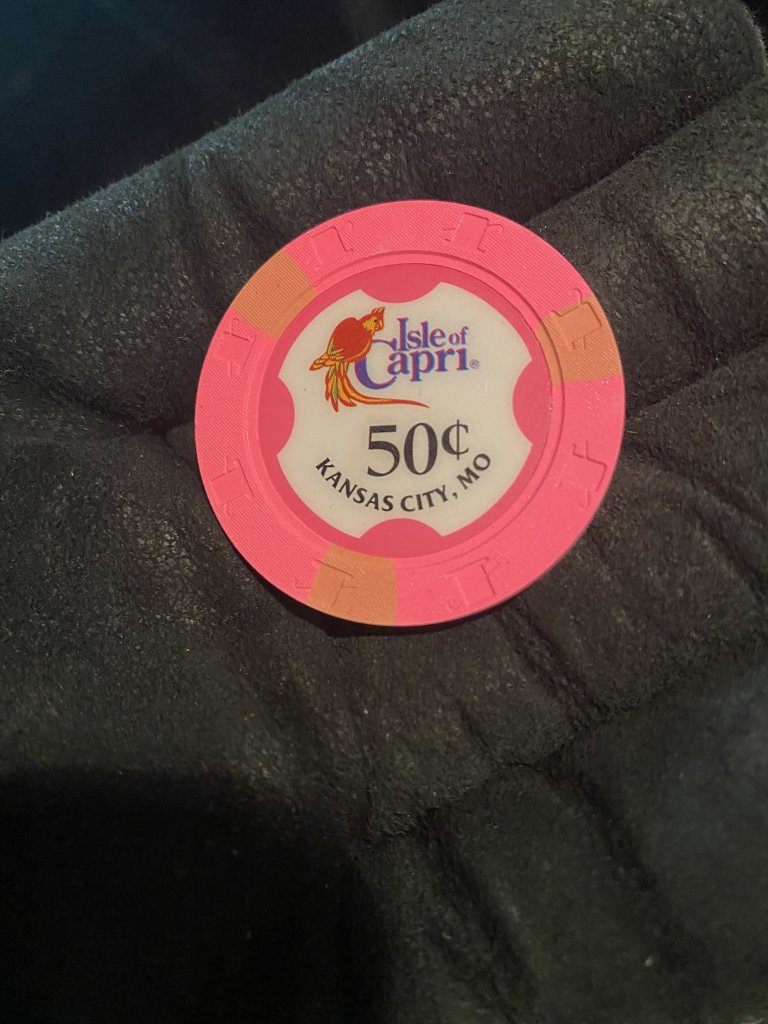 Isle of
Capri®
50¢
KANSAS CITY, MO